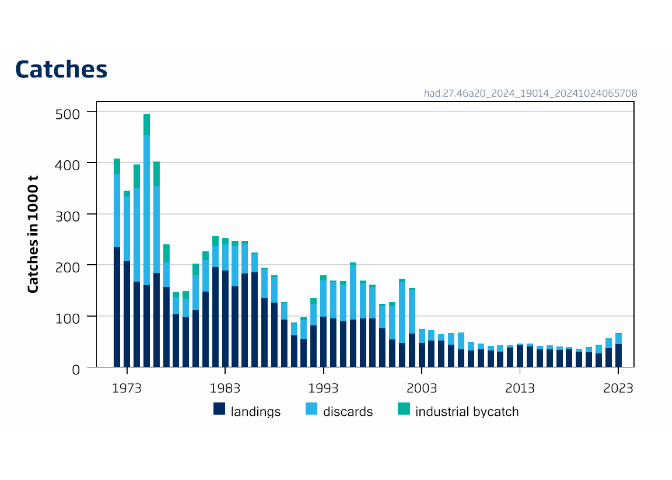 Catches
had.27.46a20_2024_19014_20241024065708
Catches in 1000 t
500
400
300
200
100
0
1973 1983 1993 2003 2013 2023
landings discards industrial bycatch